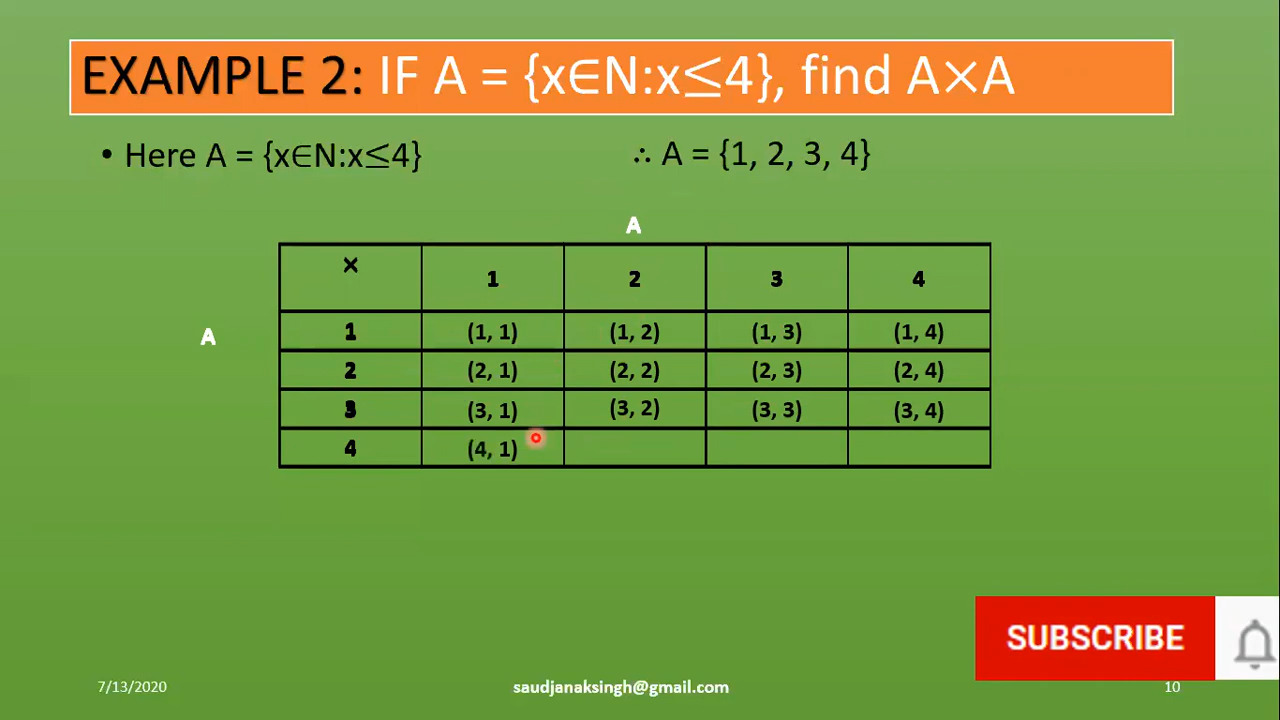 EXAMPLE 2: IF A = {x∈N:x≤4}, find A×A
• Here A = {x∈N:x≤4} ∴ A = {1, 2, 3, 4}
A
× 1 2 3 4
A
1 (1, 1) (1, 2) (1, 3) (1, 4)
2 (2, 1) (2, 2) (2, 3) (2, 4)
3 (3, 1) (3, 2) (3, 3) (3, 4)
4 (4, 1)
SUBSCRIBE
7/13/2020 saudjanaksingh@gmail.com 10